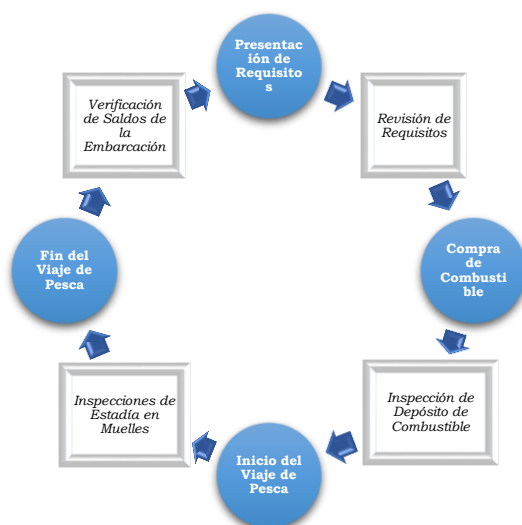 Presentac
ión de
Requisito
s
Revisión de
Requisitos
Compra
de
Combusti
ble
Inspección de
Depósito de
Combustible
Inicio del
Viaje de
Pesca
Inspecciones de
Estadía en
Muelles
Fin del
Viaje de
Pesca
Verificación
de Saldos de
la
Embarcación